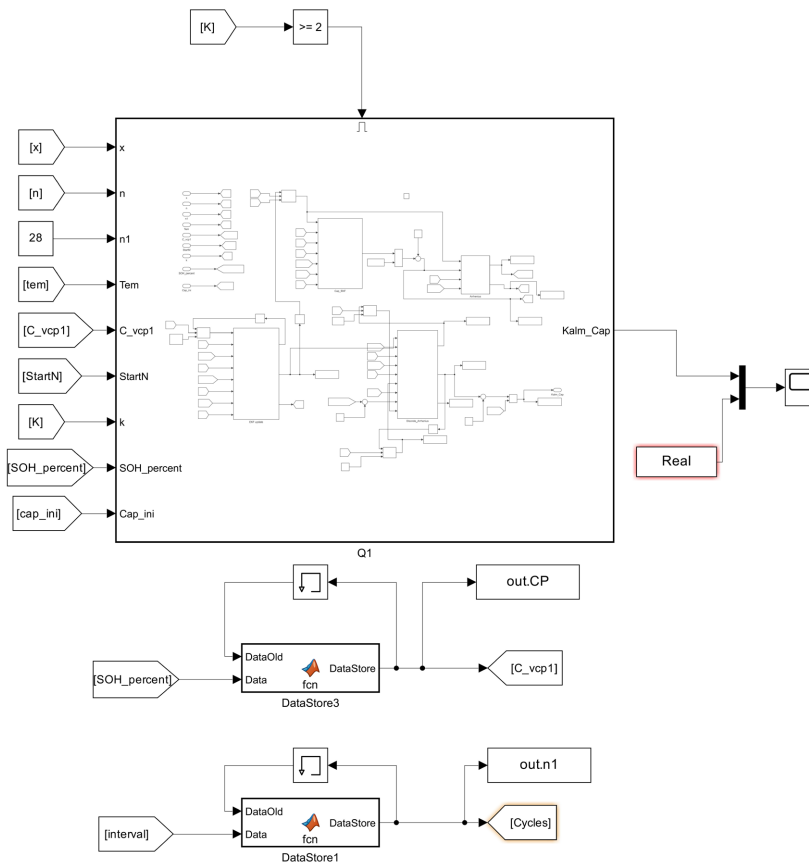 [K]
>= 2
[x]
x
[n]
n
28
n1
[tem]
Tem
[C_vcp1]
C_vcp1
[StartN]
StartN
[K]
k
[SOH_percent]
SOH_percent
[cap_ini]
Cap_ini
Kalm_Cap
Real
Q1
out.CP
DataOld
[SOH_percent]
Data
fcn
DataStore
[C_vcp1]
DataStore3
out.n1
DataOld
[interval]
Data
fcn
DataStore
[Cycles]
DataStore1